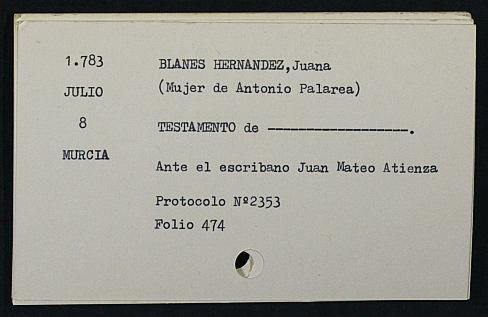 1.783
JULIO
8
MURCIA
BLANES HERNANDEZ,Juana
(Mujer de Antonio Palarea)
TESTAMENTO de -------------------.
Ante el escribano Juan Mateo Atienza
Protocolo Nº2353
Folio 474